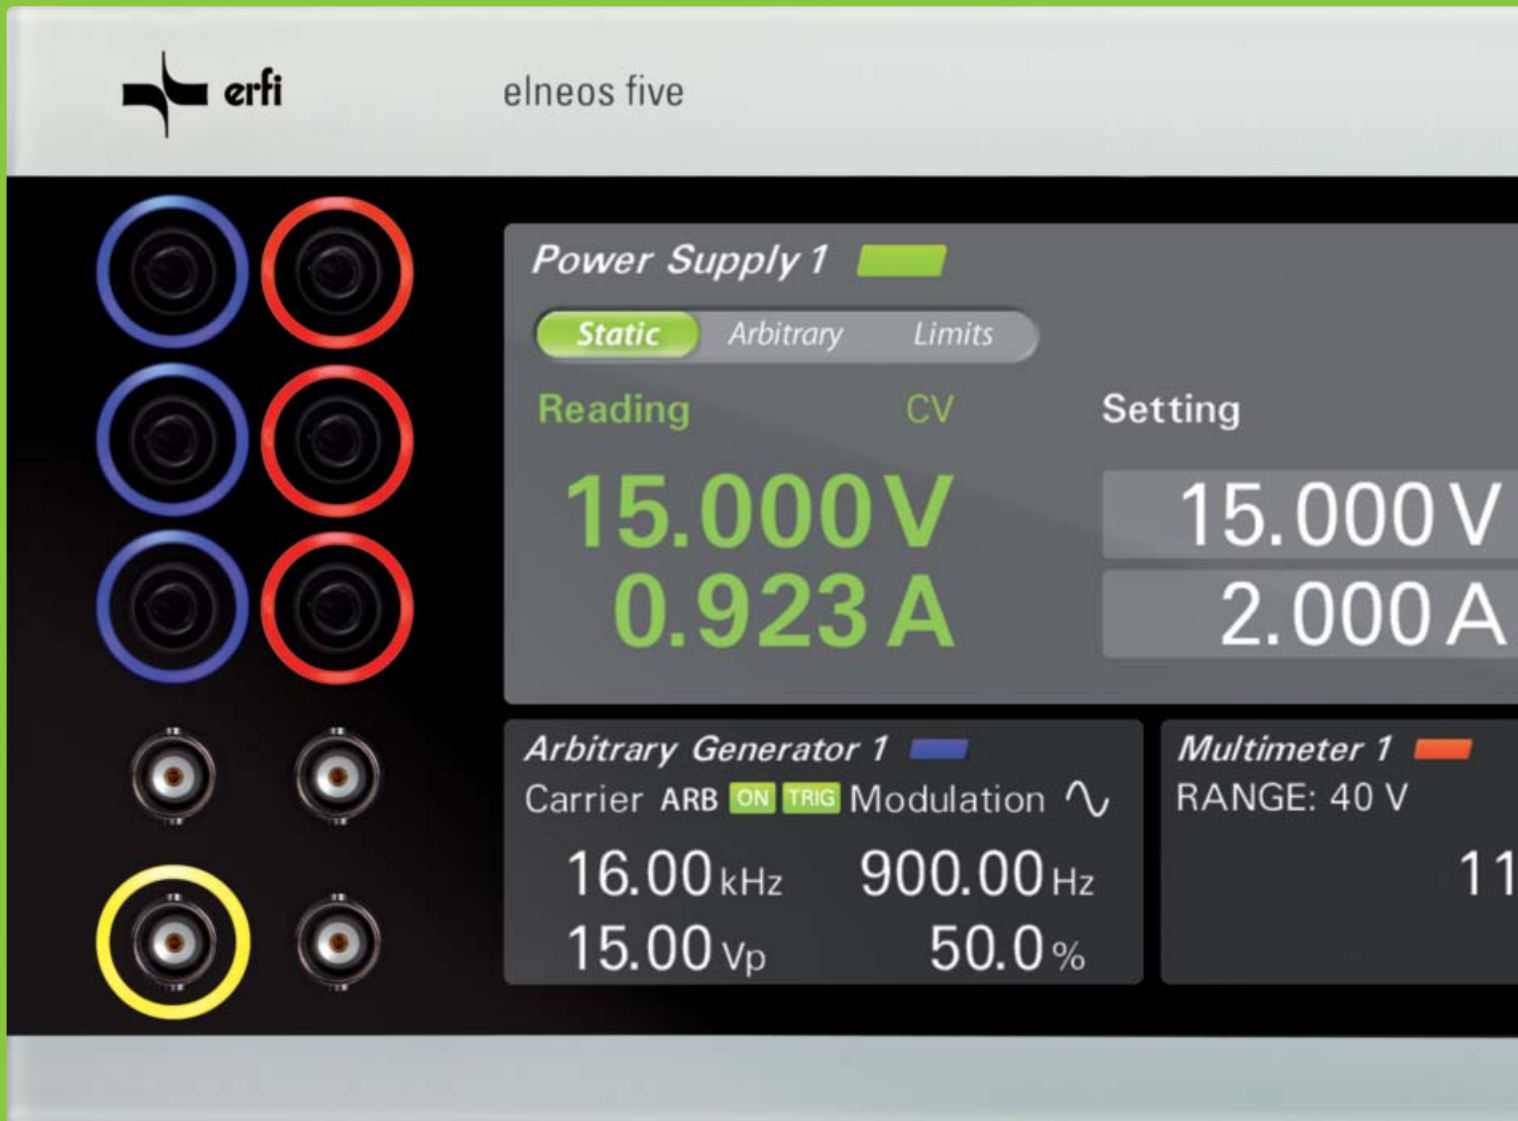 erfi
elneos five
Power Supply 1
Static Arbitrary Limits
Reading CV Setting
15.000 V 15.000 V
0.923 A 2.000 A
Arbitrary Generator 1
Carrier ARB ON TRIG Modulation
16.00 kHz 900.00 Hz
15.00 Vp 50.0 %
Multimeter 1
RANGE: 40 V
11